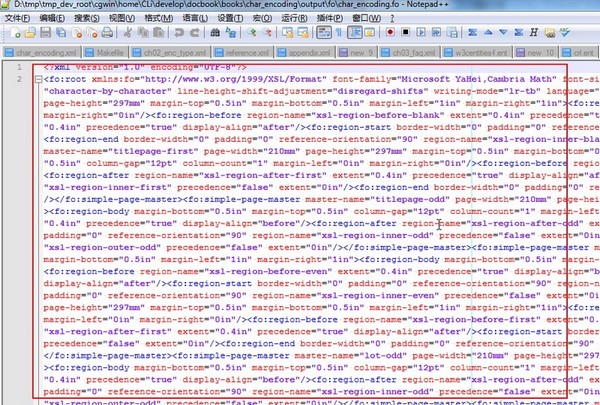 D:\tmp\tmp_dev_root\cgwin\home\CLi\develop\docbook\books\char_encoding\output\fo\char_encoding.fo - Notepad++
文件(F) 编辑(E) 搜索(S) 视图(V) 格式(M) 语言(L) 设置(T) 宏(O) 运行(R) 插件(P) 窗口(W) ?
char_encoding.xml Makefile ch02_enc_type.xml reference.xml appendix.xml new 9 ch03_faq.xml w3centities-f.ent new 10 crl.ent
1 <?xml version="1.0" encoding="UTF-8"?>
2 <fo:root xmlns:fo="http://www.w3.org/1999/XSL/Format" font-family="Microsoft YaHei,Cambria Math" font-si
"character-by-character" line-height-shift-adjustment="disregard-shifts" writing-mode="lr-tb" language="
page-height="297mm" margin-bottom="0.5in" margin-left="1in" margin-right="1in"><fo:re
margin-right="0in"/><fo:region-before region-name="xsl-region-before-blank" extent="0.4in" precedence="t
"0.4in" precedence="true" display-align="after"/><fo:region-start border-width="0" padding="0" reference
<fo:region-end border-width="0" padding="0" reference-orientation="90" region-name="xsl-region-inner-bla
master-name="titlepage-first" page-width="210mm" page-height="297mm" margin-top="0.5in" margin-bottom="0
"0.5in" column-gap="12pt" column-count="1" margin-left="0in" margin-right="0in"/><fo:region-before regio
<fo:region-after region-name="xsl-region-after-first" extent="0.4in" precedence="true" display-align="af
"xsl-region-inner-first" precedence="false" extent="0in"/><fo:region-end border-width="0" padding="0" re
/></fo:simple-page-master><fo:simple-page-master master-name="titlepage-odd" page-width="210mm" page-hei
><fo:region-body margin-bottom="0.5in" margin-top="0.5in" column-gap="12pt" column-count="1" margin-left
"0.4in" precedence="true" display-align="before"/><fo:region-after region-name="xsl-region-after-odd" ex
padding="0" reference-orientation="90" region-name="xsl-region-inner-odd" precedence="false" extent="0in
"xsl-region-outer-odd" precedence="false" extent="0in"/></fo:simple-page-master><fo:simple-page-master m
margin-bottom="0.5in" margin-left="1in" margin-right="1in"><fo:region-body margin-bottom="0.5in" margin-
<fo:region-before region-name="xsl-region-before-even" extent="0.4in" precedence="true" display-align="b
display-align="after"/><fo:region-start border-width="0" padding="0" reference-orientation="90" region-n
"0" padding="0" reference-orientation="90" region-name="xsl-region-inner-even" precedence="false" extent
page-height="297mm" margin-top="0.5in" margin-bottom="0.5in" margin-left="1in" margin-right="1in"><fo:re
margin-left="0in" margin-right="0in"/><fo:region-before region-name="xsl-region-before-first" extent="0.
"xsl-region-after-first" extent="0.4in" precedence="true" display-align="after"/><fo:region-start border
precedence="false" extent="0in"/><fo:region-end border-width="0" padding="0" reference-orientation="90"
</fo:simple-page-master><fo:simple-page-master master-name="lot-odd" page-width="210mm" page-height="297
<fo:region-body margin-bottom="0.5in" margin-top="0.5in" column-gap="12pt" column-count="1" margin-left=
"0.4in" precedence="true" display-align="before"/><fo:region-after region-name="xsl-region-after-odd" ex
padding="0" reference-orientation="90" region-name="xsl-region-inner-odd" precedence="false" extent="0in
"xsl-region-outer-odd" precedence="false" extent="0in"/></fo:simple-page-master><fo:simple-page-master m